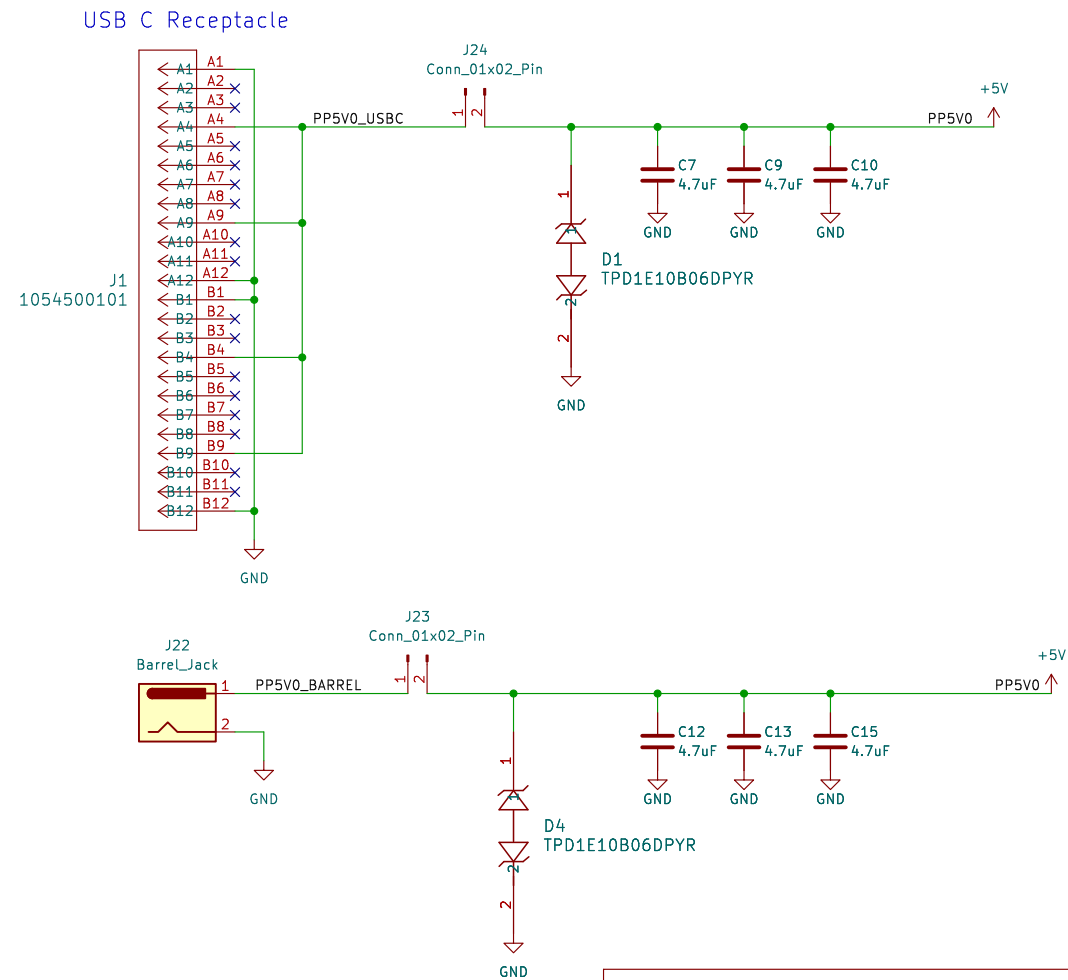 USB C Receptacle
J24
Conn_01x02_Pin
A1 A1
A2 A2
A3 A3
A4 A4
A5 A5
A6 A6
A7 A7
A8 A8
A9 A9
A10 A10
A11 A11
A12 A12
B1 B1
B2 B2
B3 B3
B4 B4
B5 B5
B6 B6
B7 B7
B8 B8
B9 B9
B10 B10
B11 B11
B12 B12
J1
1054500101
GND
PP5V0_USBC
1 2
PP5V0
+5V
1
1
2
2
D1
TPD1E10B06DPYR
GND
C7
4.7uF
GND
C9
4.7uF
GND
C10
4.7uF
GND
J22
Barrel_Jack
1
2
GND
PP5V0_BARREL
J23
Conn_01x02_Pin
1 2
PP5V0
+5V
1
1
2
2
D4
TPD1E10B06DPYR
GND
C12
4.7uF
GND
C13
4.7uF
GND
C15
4.7uF
GND